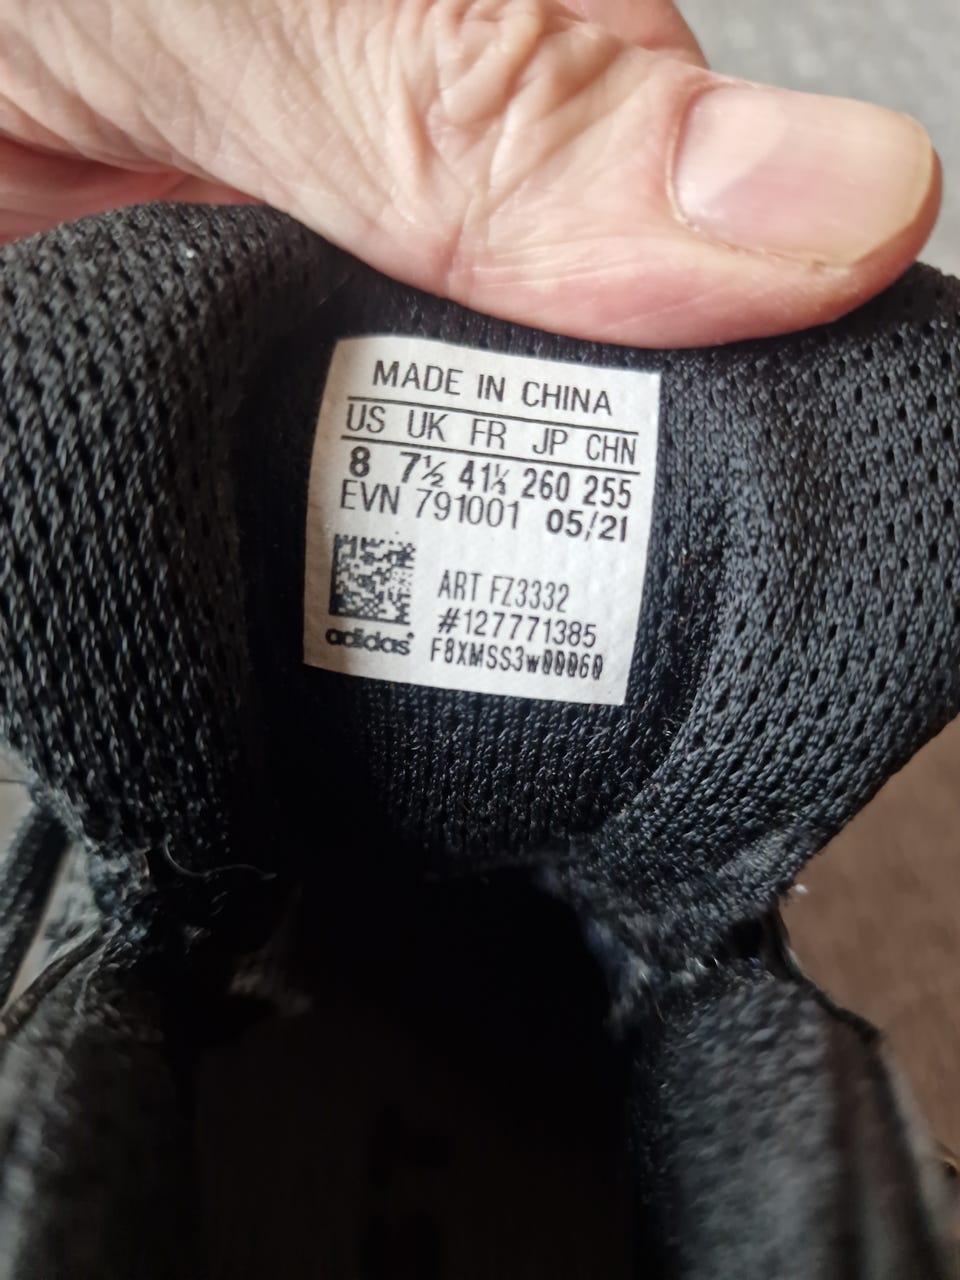 MADE IN CHINA
US UK FR JP CHN
8 7½ 41⅓ 260 255
EVN 791001 05/21
ART FZ3332
#127771385
adidas F8XMSS3w00060